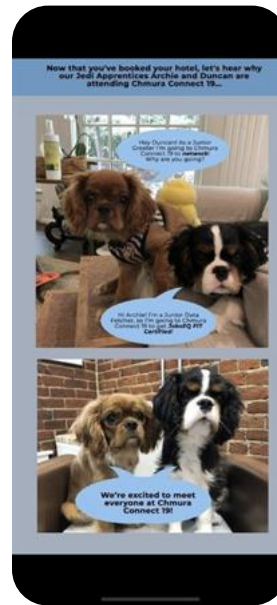 Now that you've booked your hotel, let's hear why
our Jedi Apprentices Archie and Duncan are
attending Chmura Connect 19...
Hey Duncan! As a Junior
Greeter I'm going to Chmura
Connect 19 to network!
Why are you going?
Hi Archie! I'm a Junior Data
Fetcher, so I'm going to Chmura
Connect 19 to get JobsEQ FIT
Certified!
We're excited to meet
everyone at Chmura
Connect 19!